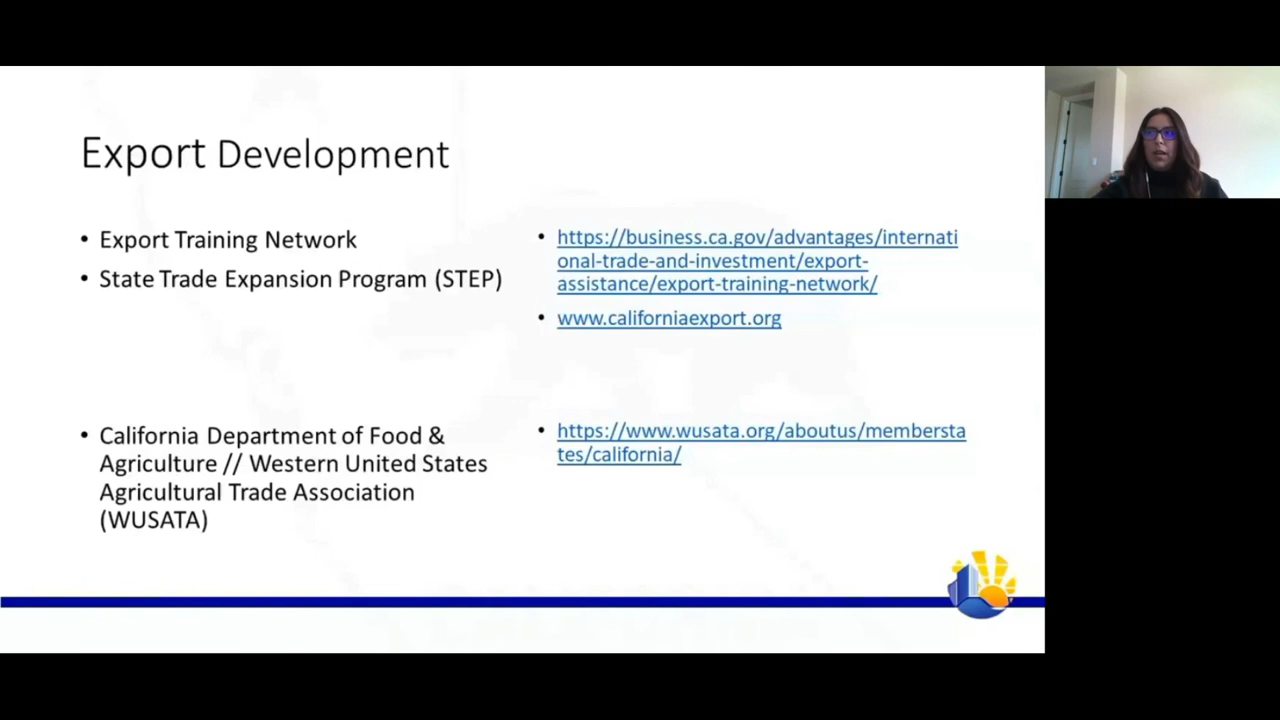 Export Development
• Export Training Network
• State Trade Expansion Program (STEP)
• California Department of Food &
Agriculture // Western United States
Agricultural Trade Association
(WUSATA)
• https://business.ca.gov/advantages/internati
onal-trade-and-investment/export-
assistance/export-training-network/
• www.californiaexport.org
• https://www.wusata.org/aboutus/membersta
tes/california/